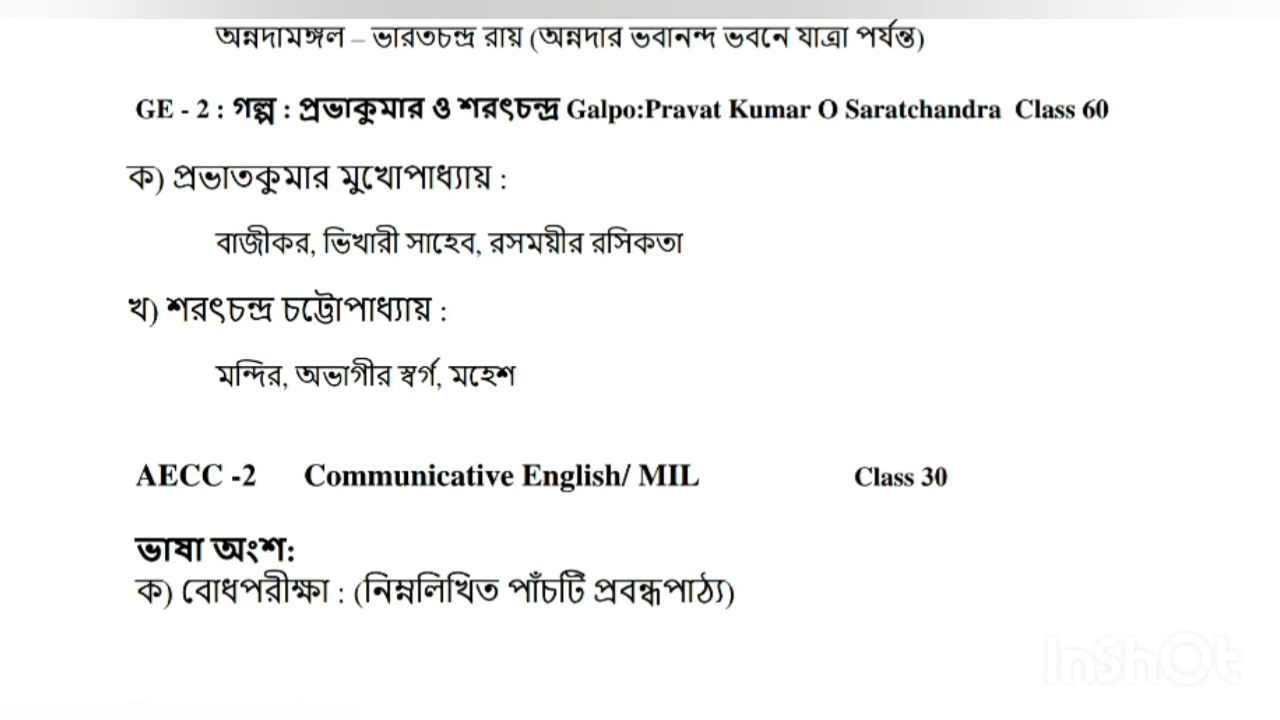 অন্নদামঙ্গল – ভারতচন্দ্র রায় (অন্নদার ভবানন্দ ভবনে যাত্রা পর্যন্ত)
GE - 2 : গল্প : প্রভাকুমার ও শরৎচন্দ্র Galpo:Pravat Kumar O Saratchandra Class 60
ক) প্রভাতকুমার মুখোপাধ্যায় :
বাজীকর, ভিখারী সাহেব, রসময়ীর রসিকতা
খ) শরৎচন্দ্র চট্টোপাধ্যায় :
মন্দির, অভাগীর স্বর্গ, মহেশ
AECC -2 Communicative English/ MIL Class 30
ভাষা অংশ:
ক) বোধপরীক্ষা : (নিম্নলিখিত পাঁচটি প্রবন্ধপাঠ্য)
InShOt